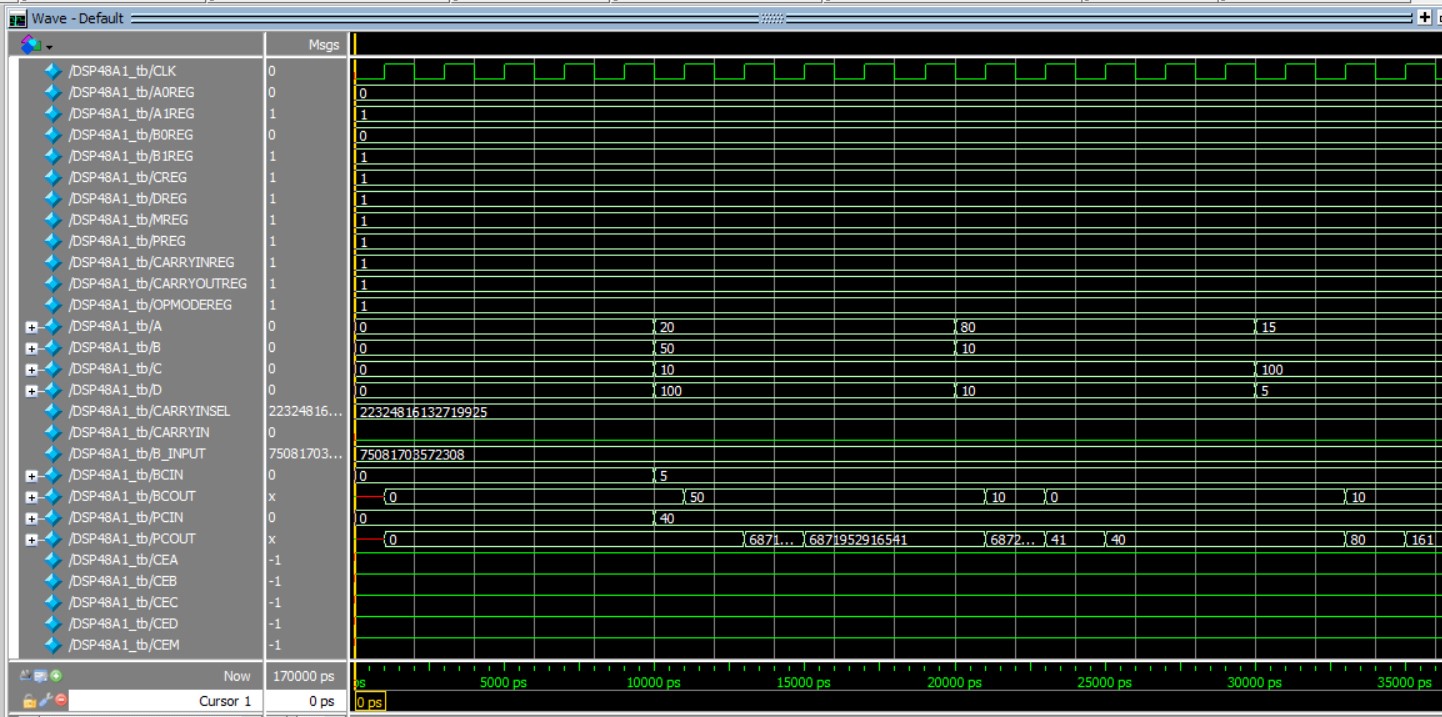 Wave - Default
Msgs
/DSP48A1_tb/CLK 0
/DSP48A1_tb/A0REG 0 0
/DSP48A1_tb/A1REG 1 1
/DSP48A1_tb/B0REG 0 0
/DSP48A1_tb/B1REG 1 1
/DSP48A1_tb/CREG 1 1
/DSP48A1_tb/DREG 1 1
/DSP48A1_tb/MREG 1 1
/DSP48A1_tb/PREG 1 1
/DSP48A1_tb/CARRYINREG 1 1
/DSP48A1_tb/CARRYOUTREG 1 1
/DSP48A1_tb/OPMODEREG 1 1
/DSP48A1_tb/A 0 0 20 80 15
/DSP48A1_tb/B 0 0 50 10
/DSP48A1_tb/C 0 0 10 100
/DSP48A1_tb/D 0 0 100 10 5
/DSP48A1_tb/CARRYINSEL 22324816... 22324816132719925
/DSP48A1_tb/CARRYIN 0
/DSP48A1_tb/B_INPUT 75081703... 75081703572308
/DSP48A1_tb/BCIN 0 0 5
/DSP48A1_tb/BCOUT x 0 50 10 0 10
/DSP48A1_tb/PCIN 0 0 40
/DSP48A1_tb/PCOUT x 0 6871... 6871952916541 6872... 41 40 80 161
/DSP48A1_tb/CEA -1
/DSP48A1_tb/CEB -1
/DSP48A1_tb/CEC -1
/DSP48A1_tb/CED -1
/DSP48A1_tb/CEM -1
Now 170000 ps ps 5000 ps 10000 ps 15000 ps 20000 ps 25000 ps 30000 ps 35000 ps
Cursor 1 0 ps 0 ps